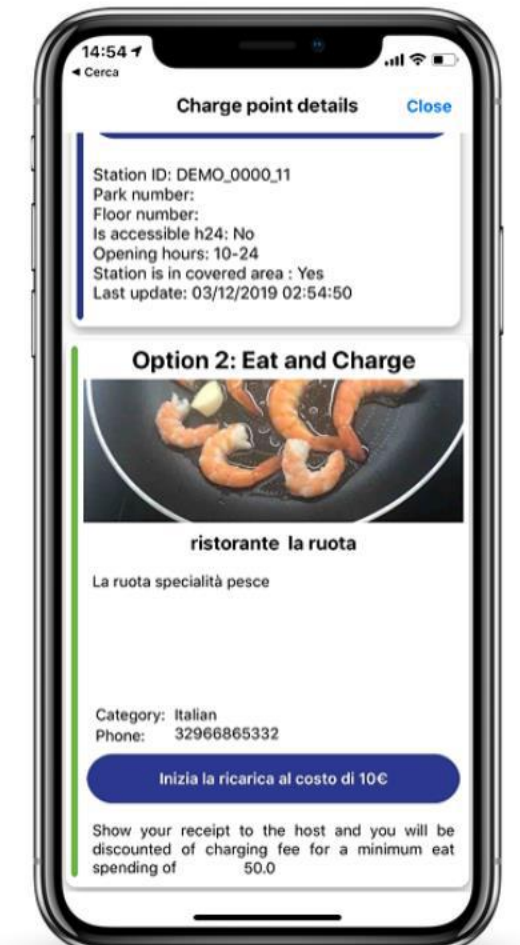 14:54
◀ Cerca
Charge point details Close
Station ID: DEMO_0000_11
Park number:
Floor number:
Is accessible h24: No
Opening hours: 10-24
Station is in covered area : Yes
Last update: 03/12/2019 02:54:50
Option 2: Eat and Charge
ristorante la ruota
La ruota specialità pesce
Category: Italian
Phone: 32966865332
Inizia la ricarica al costo di 10€
Show your receipt to the host and you will be
discounted of charging fee for a minimum eat
spending of 50.0